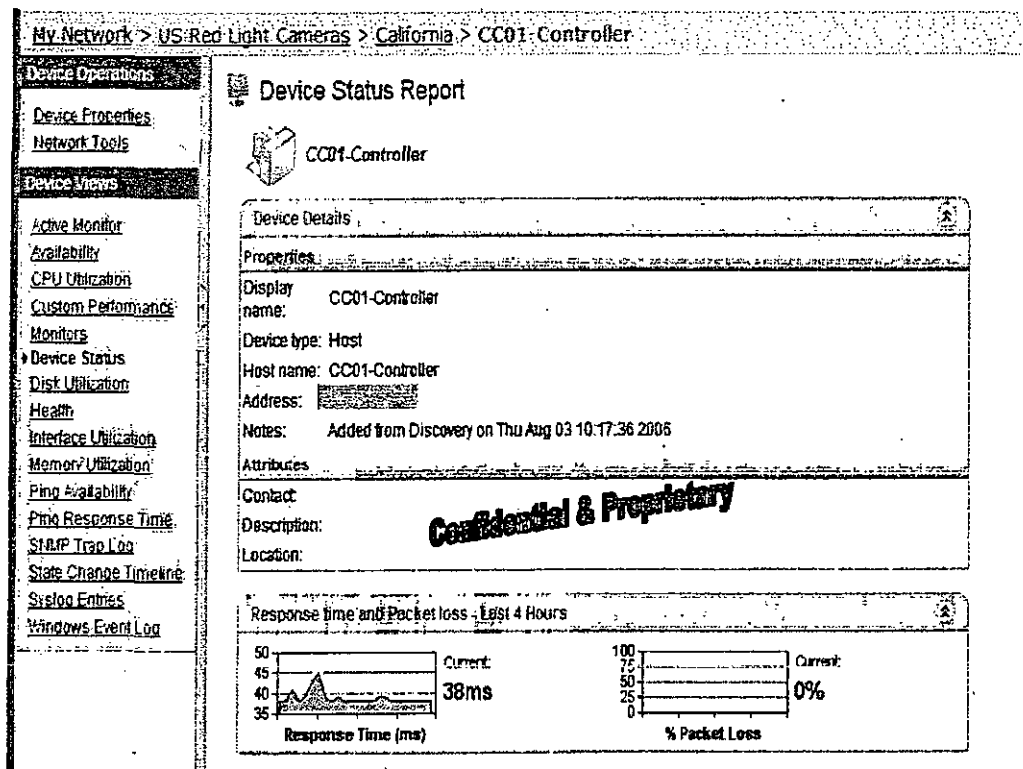 My Network > US Red Light Cameras > California > CC01-Controller
Device Operations
Device Properties
Network Tools
Device Views
Active Monitor
Availability
CPU Utilization
Custom Performance
Monitors
Device Status
Disk Utilization
Health
Interface Utilization
Memory Utilization
Ping Availability
Ping Response Time
SNMP Trap Log
State Change Timeline
Syslog Entries
Windows Event Log
Device Status Report
CC01-Controller
Device Details
Properties
Display name: CC01-Controller
Device type: Host
Host name: CC01-Controller
Address:
Notes: Added from Discovery on Thu Aug 03 10:17:36 2006
Attributes
Contact:
Description:
Location:
Confidential & Proprietary
Response time and Packet loss - Last 4 Hours
50
45
40
35
Response Time (ms)
Current:
38ms
100
75
50
25
0
% Packet Loss
Current:
0%